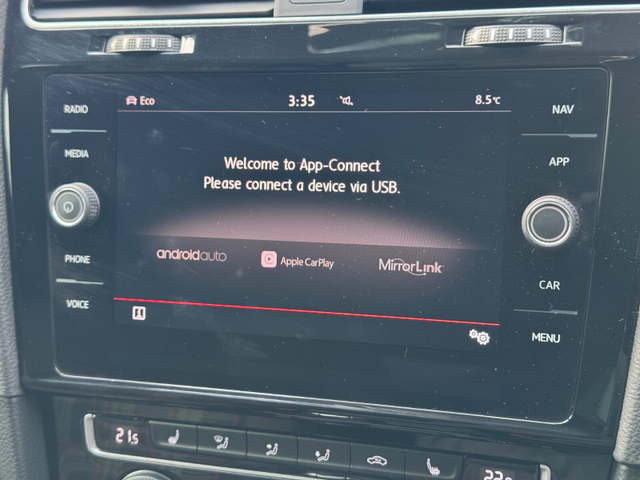 RADIO
MEDIA
PHONE
VOICE
Eco
3:35
8.5°C
Welcome to App-Connect
Please connect a device via USB.
androidauto
Apple CarPlay
MirrorLink
NAV
APP
CAR
MENU
21.5